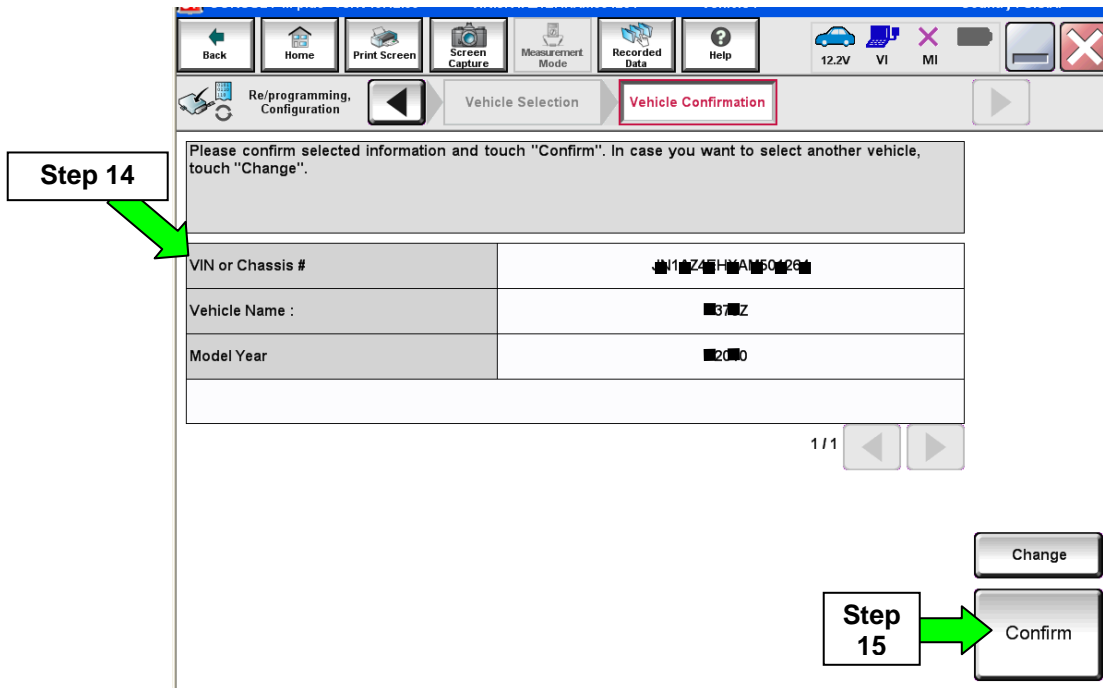 Back
Home
Print Screen
Screen Capture
Measurement Mode
Recorded Data
Help
12.2V
VI
MI
Re/programming, Configuration
Vehicle Selection
Vehicle Confirmation
Please confirm selected information and touch "Confirm". In case you want to select another vehicle,
touch "Change".
Step 14
VIN or Chassis #
Vehicle Name :
Model Year
1 / 1
Change
Step
15
Confirm